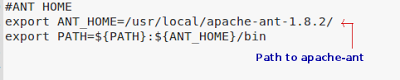 #ANT HOME
export ANT_HOME=/usr/local/apache-ant-1.8.2/
export PATH=${PATH}:${ANT_HOME}/bin
Path to apache-ant